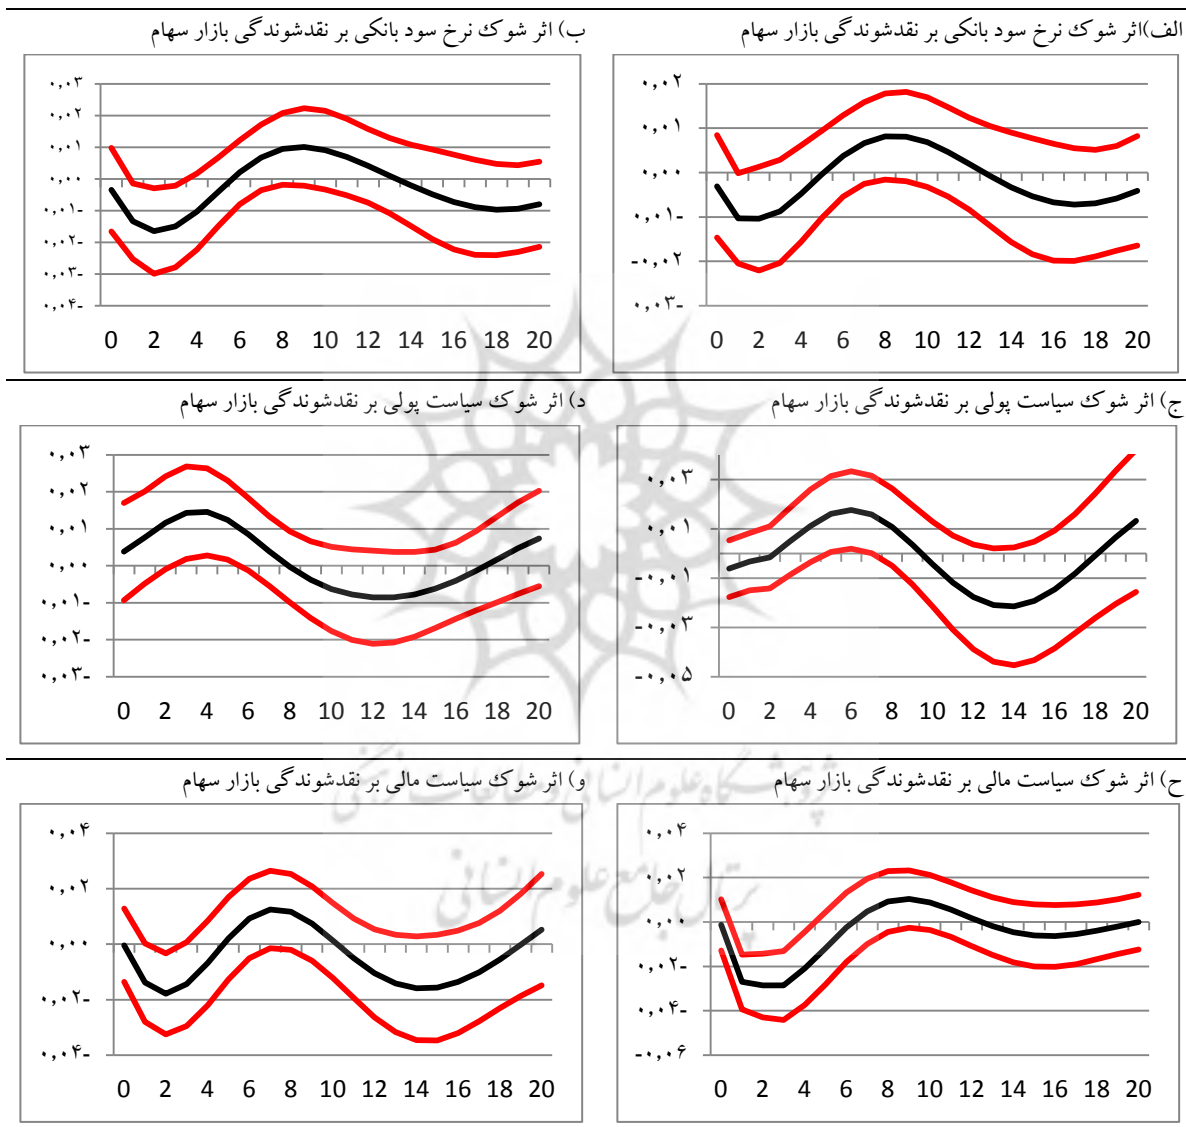 الف)اثر شوک نرخ سود بانکی بر نقدشوندگی بازار سهام
۰,۰۲
۰,۰۱
۰,۰۰
۰,۰۱-
-۰,۰۲
۰,۰۳-
0 2 4 6 8 10 12 14 16 18 20
ب) اثر شوک نرخ سود بانکی بر نقدشوندگی بازار سهام
۰,۰۳
۰,۰۲
۰,۰۱
۰,۰۰
۰,۰۱-
۰,۰۲-
۰,۰۳-
۰,۰۴-
0 2 4 6 8 10 12 14 16 18 20
ج) اثر شوک سیاست پولی بر نقدشوندگی بازار سهام
۰,۰۳
۰,۰۱
-۰,۰۱
-۰,۰۳
-۰,۰۵
0 2 4 6 8 10 12 14 16 18 20
د) اثر شوک سیاست پولی بر نقدشوندگی بازار سهام
۰,۰۳
۰,۰۲
۰,۰۱
۰,۰۰
۰,۰۱-
۰,۰۲-
۰,۰۳-
0 2 4 6 8 10 12 14 16 18 20
ح) اثر شوک سیاست مالی بر نقدشوندگی بازار سهام
۰,۰۴
۰,۰۲
۰,۰۰
۰,۰۲-
۰,۰۴-
-۰,۰۶
0 2 4 6 8 10 12 14 16 18 20
و) اثر شوک سیاست مالی بر نقدشوندگی بازار سهام
۰,۰۴
۰,۰۲
۰,۰۰
۰,۰۲-
۰,۰۴-
0 2 4 6 8 10 12 14 16 18 20
پژوهشگاه علوم انسانی و مطالعات فرهنگی
پرتال جامع علوم انسانی